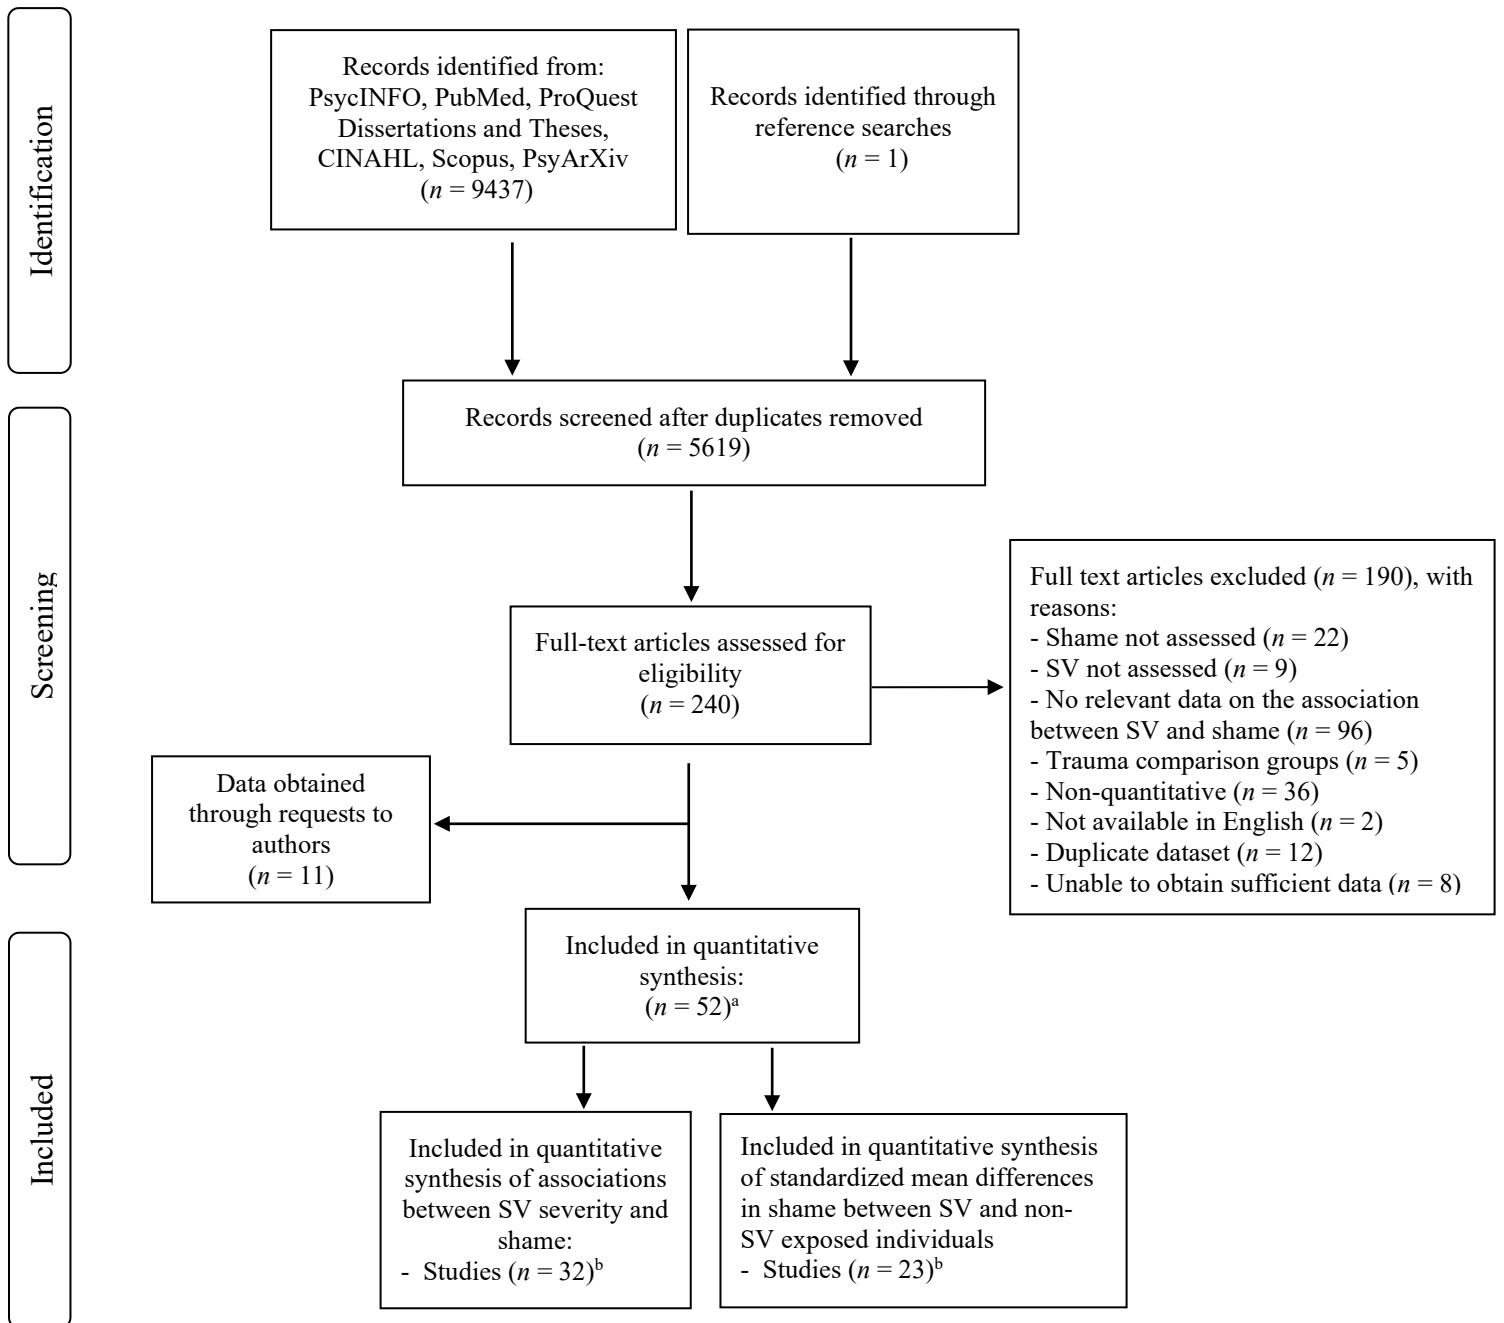 Identification
Records identified from:
PsycINFO, PubMed, ProQuest
Dissertations and Theses,
CINAHL, Scopus, PsyArXiv
(n = 9437)
Records identified through
reference searches
(n = 1)
Records screened after duplicates removed
(n = 5619)
Screening
Full-text articles assessed for
eligibility
(n = 240)
Full text articles excluded (n = 190), with
reasons:
- Shame not assessed (n = 22)
- SV not assessed (n = 9)
- No relevant data on the association
between SV and shame (n = 96)
- Trauma comparison groups (n = 5)
- Non-quantitative (n = 36)
- Not available in English (n = 2)
- Duplicate dataset (n = 12)
- Unable to obtain sufficient data (n = 8)
Data obtained
through requests to
authors
(n = 11)
Included in quantitative
synthesis:
(n = 52)a
Included
Included in quantitative
synthesis of associations
between SV severity and
shame:
- Studies (n = 32)b
Included in quantitative synthesis
of standardized mean differences
in shame between SV and non-
SV exposed individuals
- Studies (n = 23)b